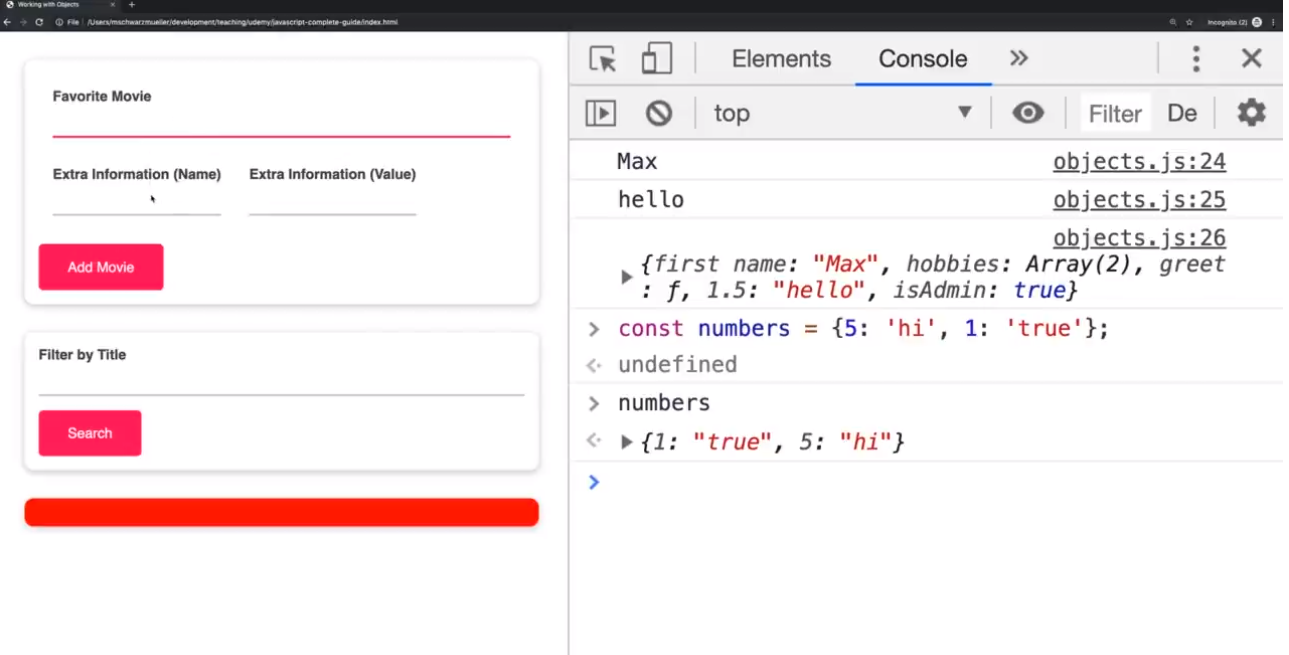 Working with Objects
File /Users/mschwarzmueller/development/teaching/udemy/javascript-complete-guide/index.html
Incognito (2)
Favorite Movie
Extra Information (Name) Extra Information (Value)
Add Movie
Filter by Title
Search
Elements Console
top Filter De
Max objects.js:24
hello objects.js:25
objects.js:26
{first name: "Max", hobbies: Array(2), greet
: ƒ, 1.5: "hello", isAdmin: true}
const numbers = {5: 'hi', 1: 'true'};
undefined
numbers
{1: "true", 5: "hi"}